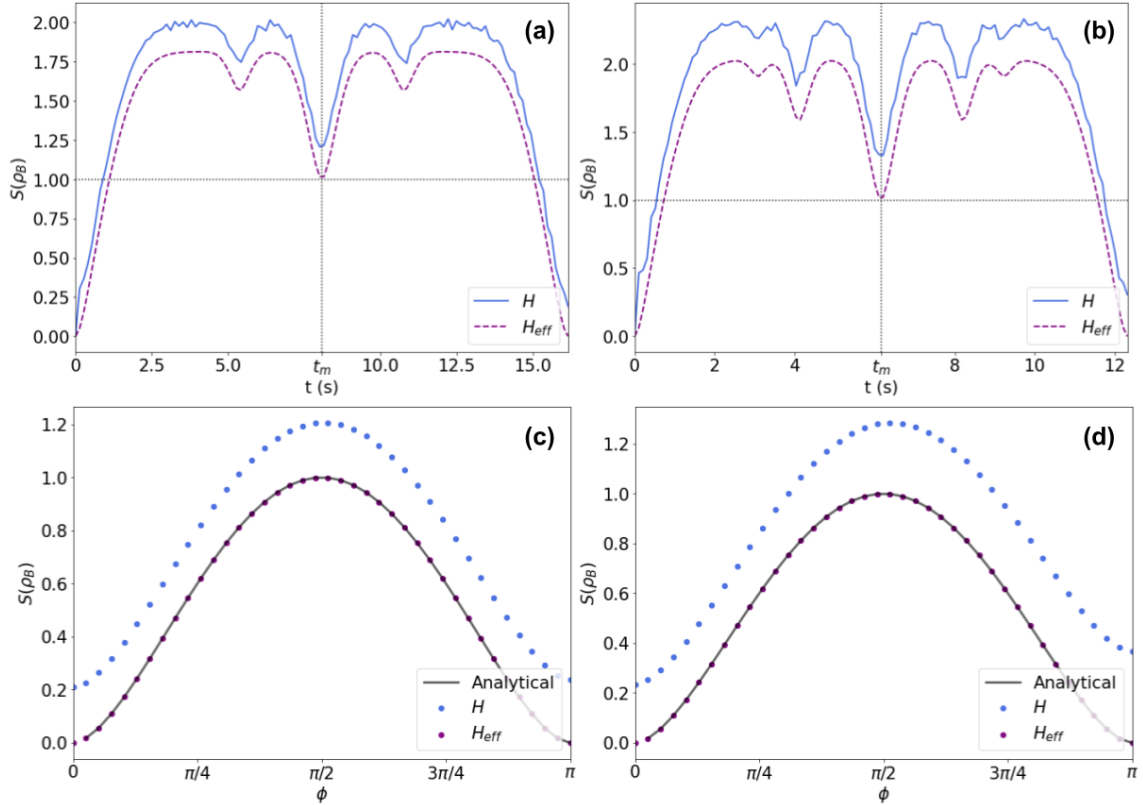 (a)
S(ρ_B)
2.00
1.75
1.50
1.25
1.00
0.75
0.50
0.25
0.00
H
H_eff
0 2.5 5.0 t_m 10.0 12.5 15.0
t (s)
(b)
S(ρ_B)
2.0
1.5
1.0
0.5
0.0
H
H_eff
0 2 4 t_m 8 10 12
t (s)
(c)
S(ρ_B)
1.2
1.0
0.8
0.6
0.4
0.2
0.0
Analytical
H
H_eff
0 π/4 π/2 3π/4 π
ϕ
(d)
S(ρ_B)
1.2
1.0
0.8
0.6
0.4
0.2
0.0
Analytical
H
H_eff
0 π/4 π/2 3π/4 π
ϕ